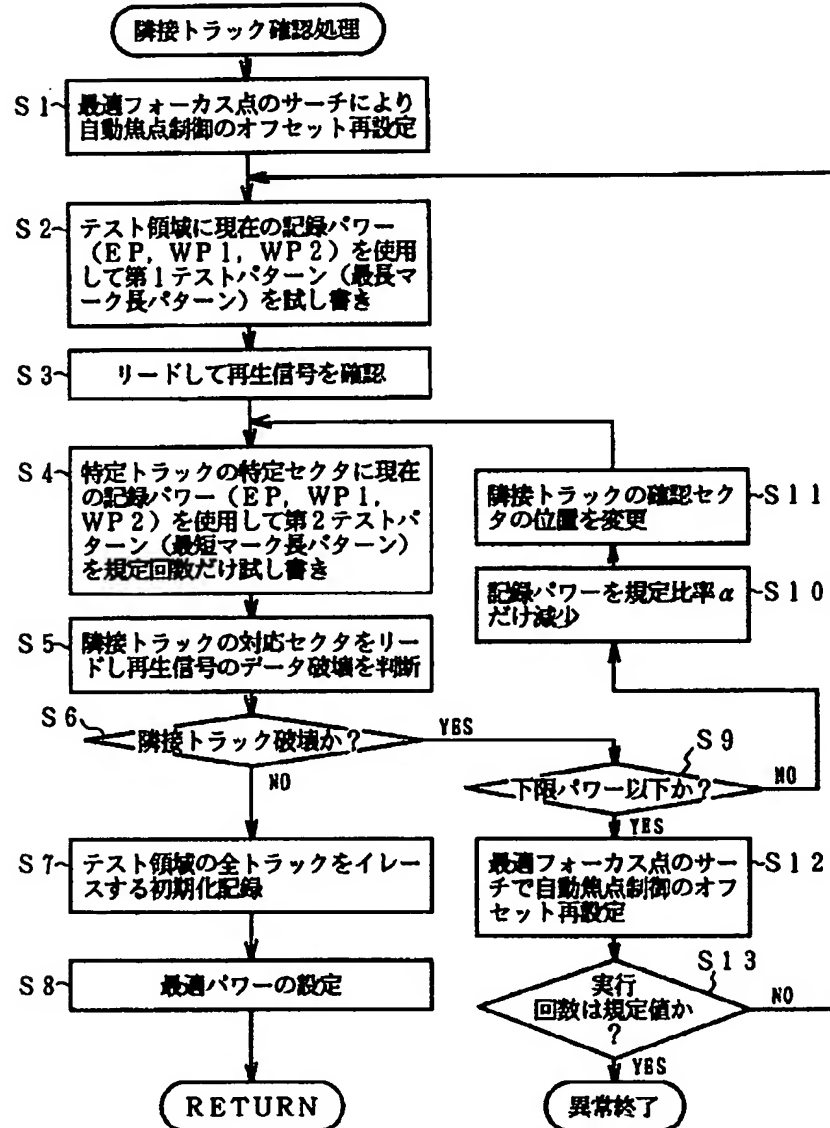 隣接トラック確認処理
S1
最適フォーカス点のサーチにより
自動焦点制御のオフセット再設定
S2
テスト領域に現在の記録パワー
(EP, WP1, WP2)を使用
して第1テストパターン(最長マ
ーク長パターン)を試し書き
S3
リードして再生信号を確認
S4
特定トラックの特定セクタに現在
の記録パワー(EP, WP1,
WP2)を使用して第2テストパ
ターン(最短マーク長パターン)
を規定回数だけ試し書き
S5
隣接トラックの対応セクタをリー
ドし再生信号のデータ破壊を判断
S6
隣接トラック破壊か?
YES
NO
S7
テスト領域の全トラックをイレー
スする初期化記録
S8
最適パワーの設定
RETURN
S11
隣接トラックの確認セク
タの位置を変更
S10
記録パワーを規定比率α
だけ減少
S9
下限パワー以下か?
NO
YES
S12
最適フォーカス点のサー
チで自動焦点制御のオフ
セット再設定
S13
実行
回数は規定値か
?
NO
YES
異常終了